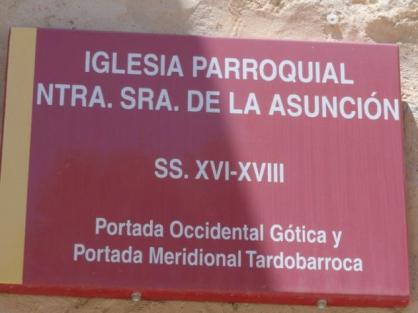 IGLESIA PARROQUIAL
NTRA. SRA. DE LA ASUNCIÓN
SS. XVI-XVIII
Portada Occidental Gótica y
Portada Meridional Tardobarroca